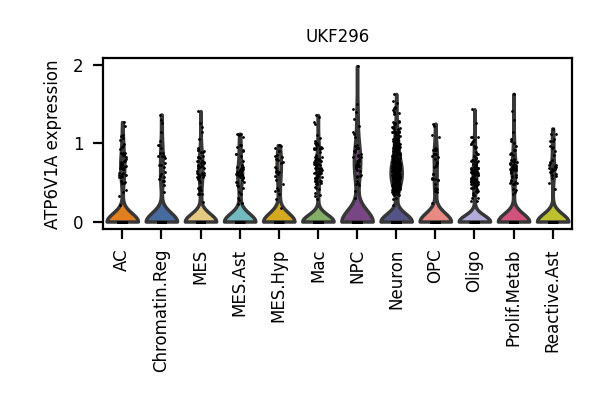 UKF296
ATP6V1A expression
2
1
0
AC
Chromatin.Reg
MES
MES.Ast
MES.Hyp
Mac
NPC
Neuron
OPC
Oligo
Prolif.Metab
Reactive.Ast